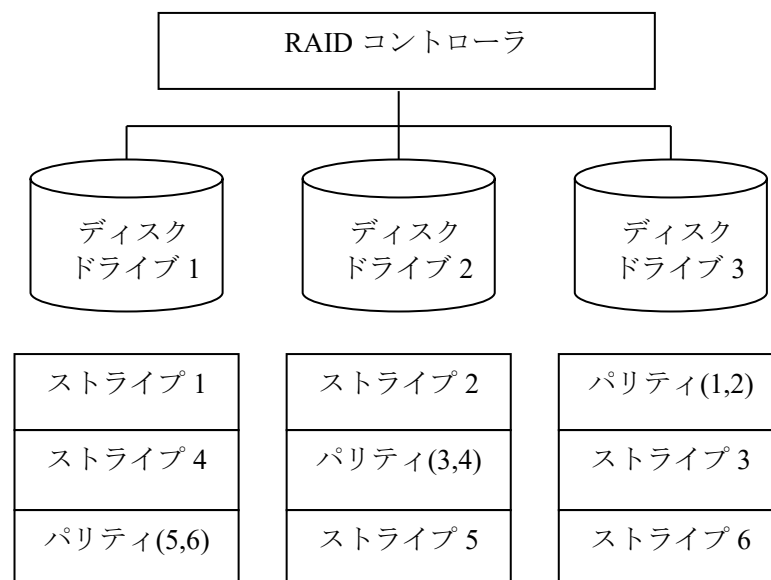 RAID コントローラ
ディスク
ドライブ 1
ディスク
ドライブ 2
ディスク
ドライブ 3
ストライプ 1
ストライプ 2
パリティ(1,2)
ストライプ 4
パリティ(3,4)
ストライプ 3
パリティ(5,6)
ストライプ 5
ストライプ 6